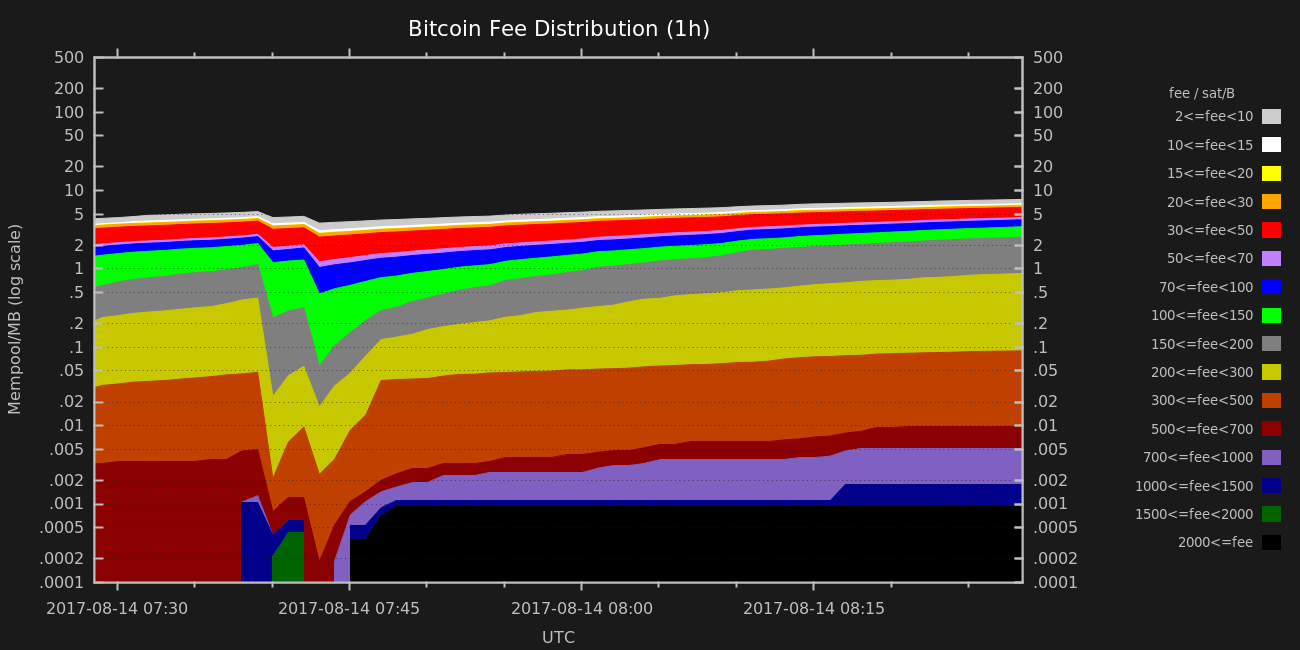 Bitcoin Fee Distribution (1h)
500 500
200 200
100 100
50 50
20 20
10 10
5 5
2 2
1 1
.5 .5
.2 .2
.1 .1
.05 .05
.02 .02
.01 .01
.005 .005
.002 .002
.001 .001
.0005 .0005
.0002 .0002
.0001 .0001
Mempool/MB (log scale)
2017-08-14 07:30 2017-08-14 07:45 2017-08-14 08:00 2017-08-14 08:15
UTC
fee / sat/B
2<=fee<10
10<=fee<15
15<=fee<20
20<=fee<30
30<=fee<50
50<=fee<70
70<=fee<100
100<=fee<150
150<=fee<200
200<=fee<300
300<=fee<500
500<=fee<700
700<=fee<1000
1000<=fee<1500
1500<=fee<2000
2000<=fee